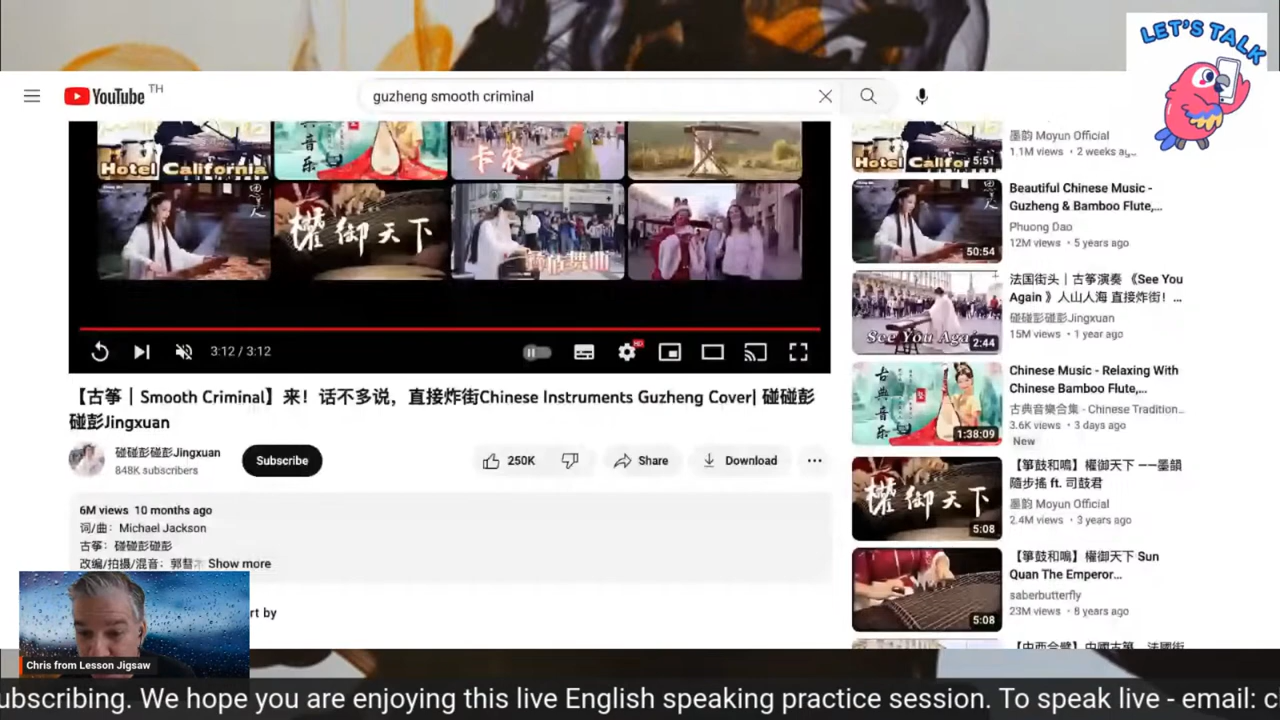 LET'S TALK
YouTube TH
guzheng smooth criminal
Hotel California
音乐
卡农
權御天下
3:12 / 3:12
HD
【古筝｜Smooth Criminal】来！话不多说，直接炸街Chinese Instruments Guzheng Cover| 碰碰
彭彭Jingxuan
碰碰彭碰彭Jingxuan
848K subscribers
Subscribe
250K
Share
Download
6M views 10 months ago
词/曲：Michael Jackson
古筝：碰碰彭碰彭
改编/拍摄/混音：郭
Show more
rt by
墨韵 Moyun Official
1.1M views • 2 weeks ag...
Hotel Califor
5:51
Beautiful Chinese Music -
Guzheng & Bamboo Flute,...
Phuong Dao
12M views • 5 years ago
50:54
法国街头｜古筝演奏 《See You
Again 》人山人海 直接炸街！...
碰碰彭碰彭Jingxuan
15M views • 1 year ago
See You Aga
2:44
Chinese Music - Relaxing With
Chinese Bamboo Flute,...
古典音樂合集 - Chinese Tradition...
3.6K views • 3 days ago
New
古典音乐
1:38:09
【筝鼓和鳴】權御天下 ——墨韻
隨步搖 ft. 司鼓君
墨韵 Moyun Official
2.4M views • 3 years ago
權御天下
5:08
【箏鼓和鳴】權御天下 Sun
Quan The Emperor...
saberbutterfly
23M views • 8 years ago
5:08
Chris from Lesson Jigsaw
ubscribing. We hope you are enjoying this live English speaking practice session. To speak live - email: c